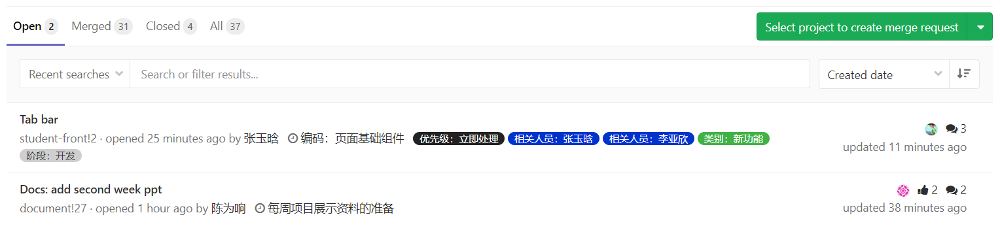 Open 2 Merged 31 Closed 4 All 37 Select project to create merge request
Recent searches Search or filter results... Created date
Tab bar
3
student-front!2 · opened 25 minutes ago by 张玉晗 编码：页面基础组件 优先级：立即处理 相关人员：张玉晗 相关人员：李亚欣 类别：新功能
updated 11 minutes ago
阶段：开发
Docs: add second week ppt
2 2
document!27 · opened 1 hour ago by 陈为响 每周项目展示资料的准备
updated 38 minutes ago